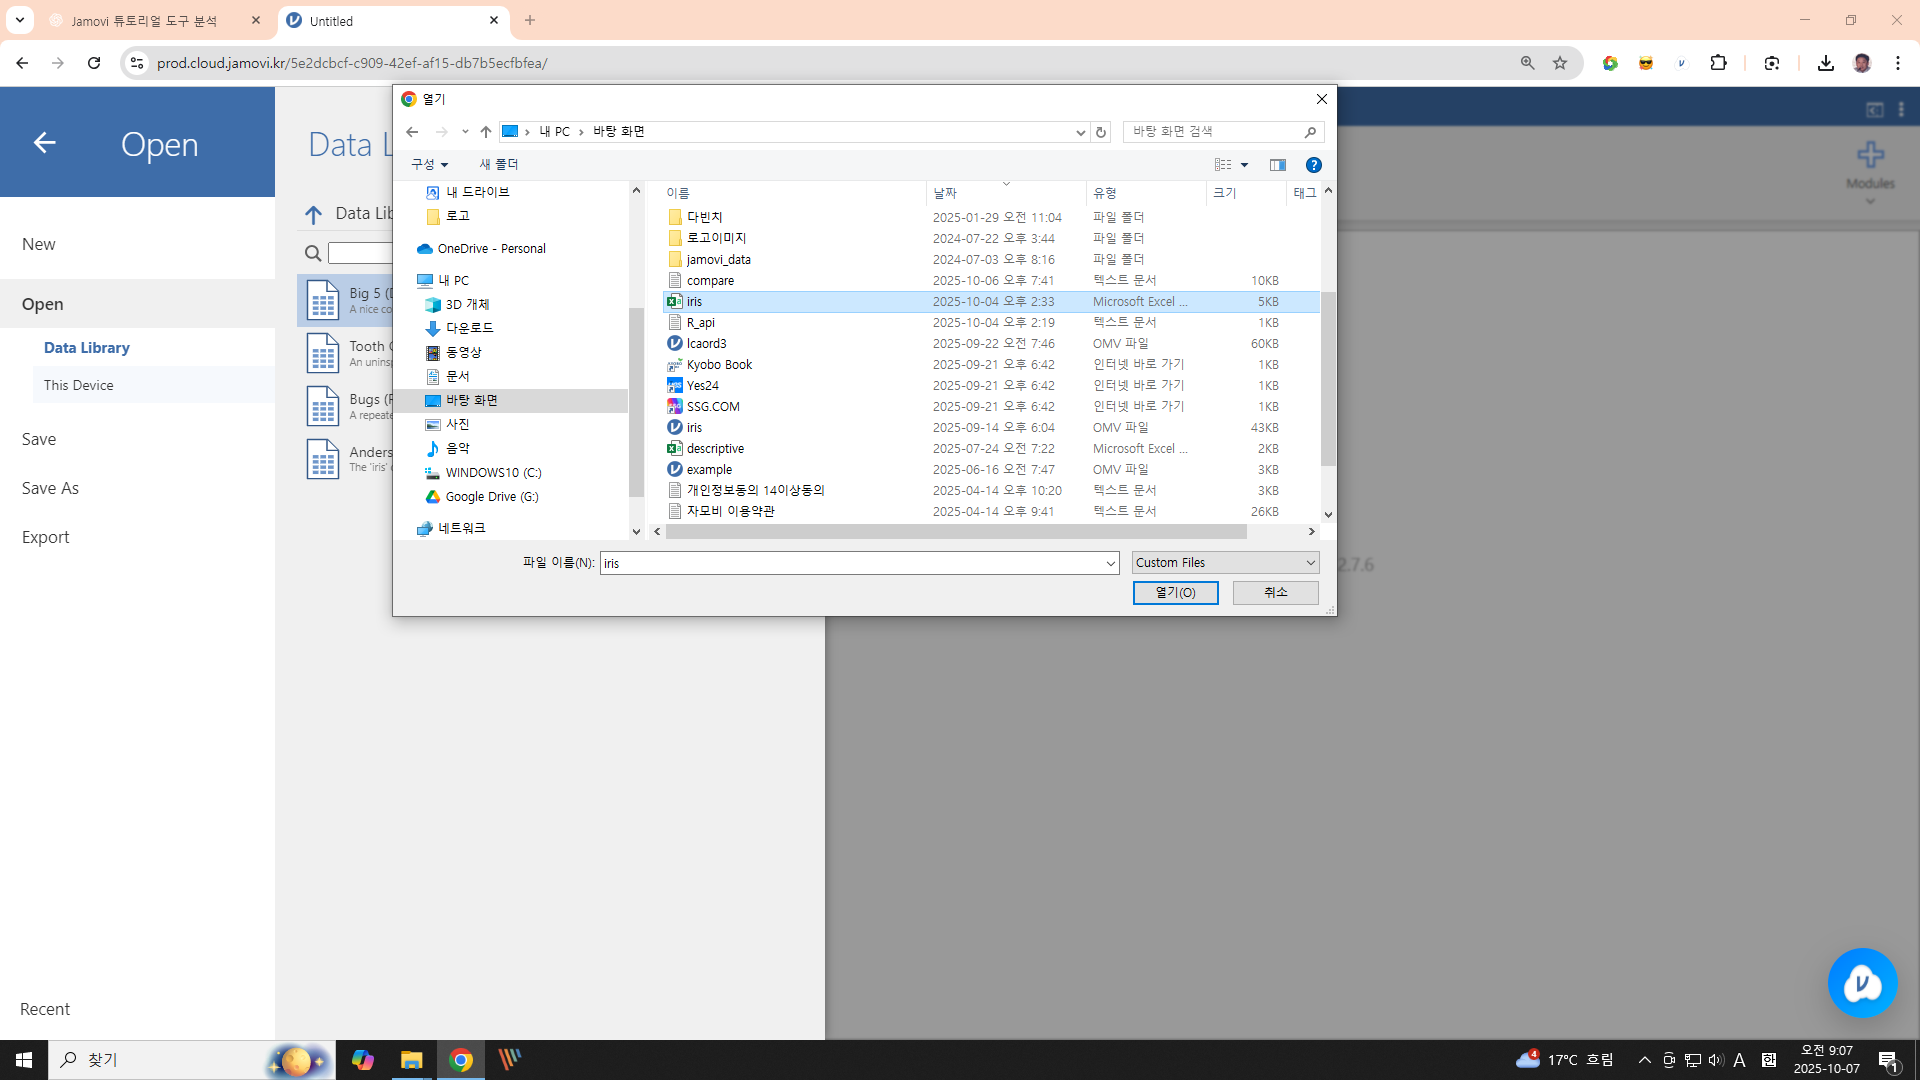 Jamovi 튜토리얼 도구 분석
Untitled
prod.cloud.jamovi.kr/5e2dcbcf-c909-42ef-af15-db7b5ecfbfea/
Open
New
Open
Data Library
This Device
Save
Save As
Export
Recent
Data L
Data Lib
Big 5 (D
A nice co
Tooth G
An unins
Bugs (R
A repeate
Anders
The 'iris' d
열기
내 PC
바탕 화면
바탕 화면 검색
구성
새 폴더
내 드라이브
로고
OneDrive - Personal
내 PC
3D 개체
다운로드
동영상
문서
바탕 화면
사진
음악
WINDOWS10 (C:)
Google Drive (G:)
네트워크
이름 날짜 유형 크기 태그
다빈치 2025-01-29 오전 11:04 파일 폴더
로고이미지 2024-07-22 오후 3:44 파일 폴더
jamovi_data 2024-07-03 오후 8:16 파일 폴더
compare 2025-10-06 오후 7:41 텍스트 문서 10KB
iris 2025-10-04 오후 2:33 Microsoft Excel ... 5KB
R_api 2025-10-04 오후 2:19 텍스트 문서 1KB
lcaord3 2025-09-22 오전 7:46 OMV 파일 60KB
Kyobo Book 2025-09-21 오후 6:42 인터넷 바로 가기 1KB
Yes24 2025-09-21 오후 6:42 인터넷 바로 가기 1KB
SSG.COM 2025-09-21 오후 6:42 인터넷 바로 가기 1KB
iris 2025-09-14 오후 6:04 OMV 파일 43KB
descriptive 2025-07-24 오전 7:22 Microsoft Excel ... 2KB
example 2025-06-16 오전 7:47 OMV 파일 3KB
개인정보동의 14이상동의 2025-04-14 오후 10:20 텍스트 문서 3KB
자모비 이용약관 2025-04-14 오후 9:41 텍스트 문서 26KB
파일 이름(N): iris Custom Files
열기(O) 취소
Modules
2.7.6
찾기
4
17°C 흐림
A
한
오전 9:07
2025-10-07
1